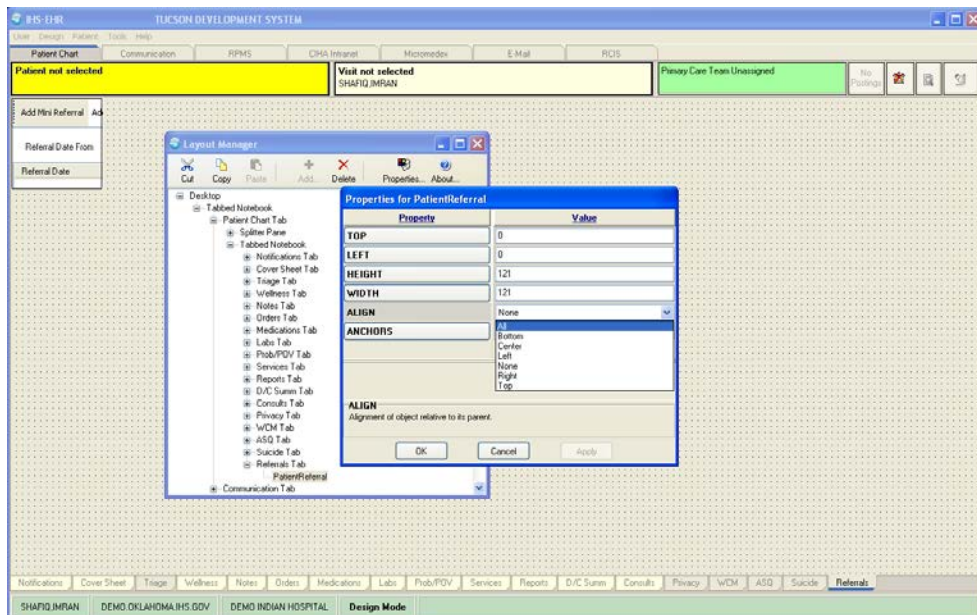 IHS-EHR TUCSON DEVELOPMENT SYSTEM
User Design Patient Tools Help
Patient Chart Communication RPMS CIHA Intranet Micromedex E-Mail RCIS
Patient not selected
Visit not selected
SHAFIQ,IMRAN
Primary Care Team Unassigned
No Postings
Add Mini Referral Ad
Referral Date From
Referral Date
Layout Manager
Cut Copy Paste Add... Delete Properties... About...
Desktop
Tabbed Notebook
Patient Chart Tab
Splitter Pane
Tabbed Notebook
Notifications Tab
Cover Sheet Tab
Triage Tab
Wellness Tab
Notes Tab
Orders Tab
Medications Tab
Labs Tab
Prob/POV Tab
Services Tab
Reports Tab
D/C Summ Tab
Consults Tab
Privacy Tab
WCM Tab
ASQ Tab
Suicide Tab
Referrals Tab
PatientReferral
Communication Tab
Properties for PatientReferral
Property Value
TOP 0
LEFT 0
HEIGHT 121
WIDTH 121
ALIGN None
ANCHORS
All
Bottom
Center
Left
None
Right
Top
ALIGN
Alignment of object relative to its parent.
OK Cancel Apply
Notifications Cover Sheet Triage Wellness Notes Orders Medications Labs Prob/POV Services Reports D/C Summ Consults Privacy WCM ASQ Suicide Referrals
SHAFIQ,IMRAN DEMO.OKLAHOMA.IHS.GOV DEMO INDIAN HOSPITAL Design Mode